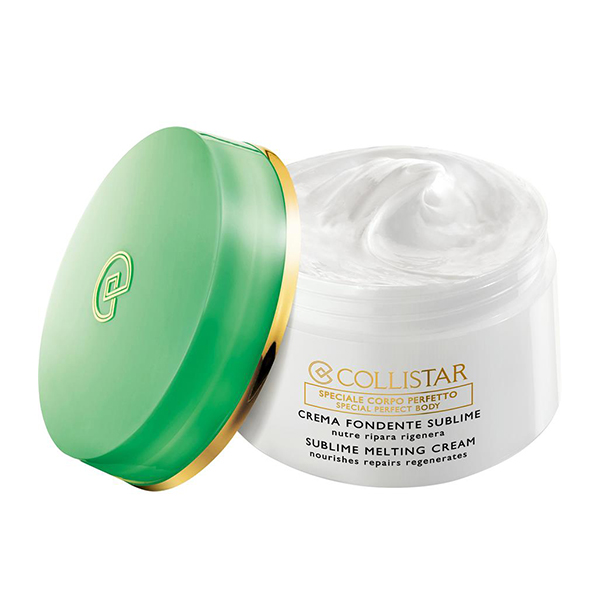 COLLISTAR
SPECIALE CORPO PERFETTO
SPECIAL PERFECT BODY
CREMA FONDENTE SUBLIME
nutre ripara rigenera
SUBLIME MELTING CREAM
nourishes repairs regenerates